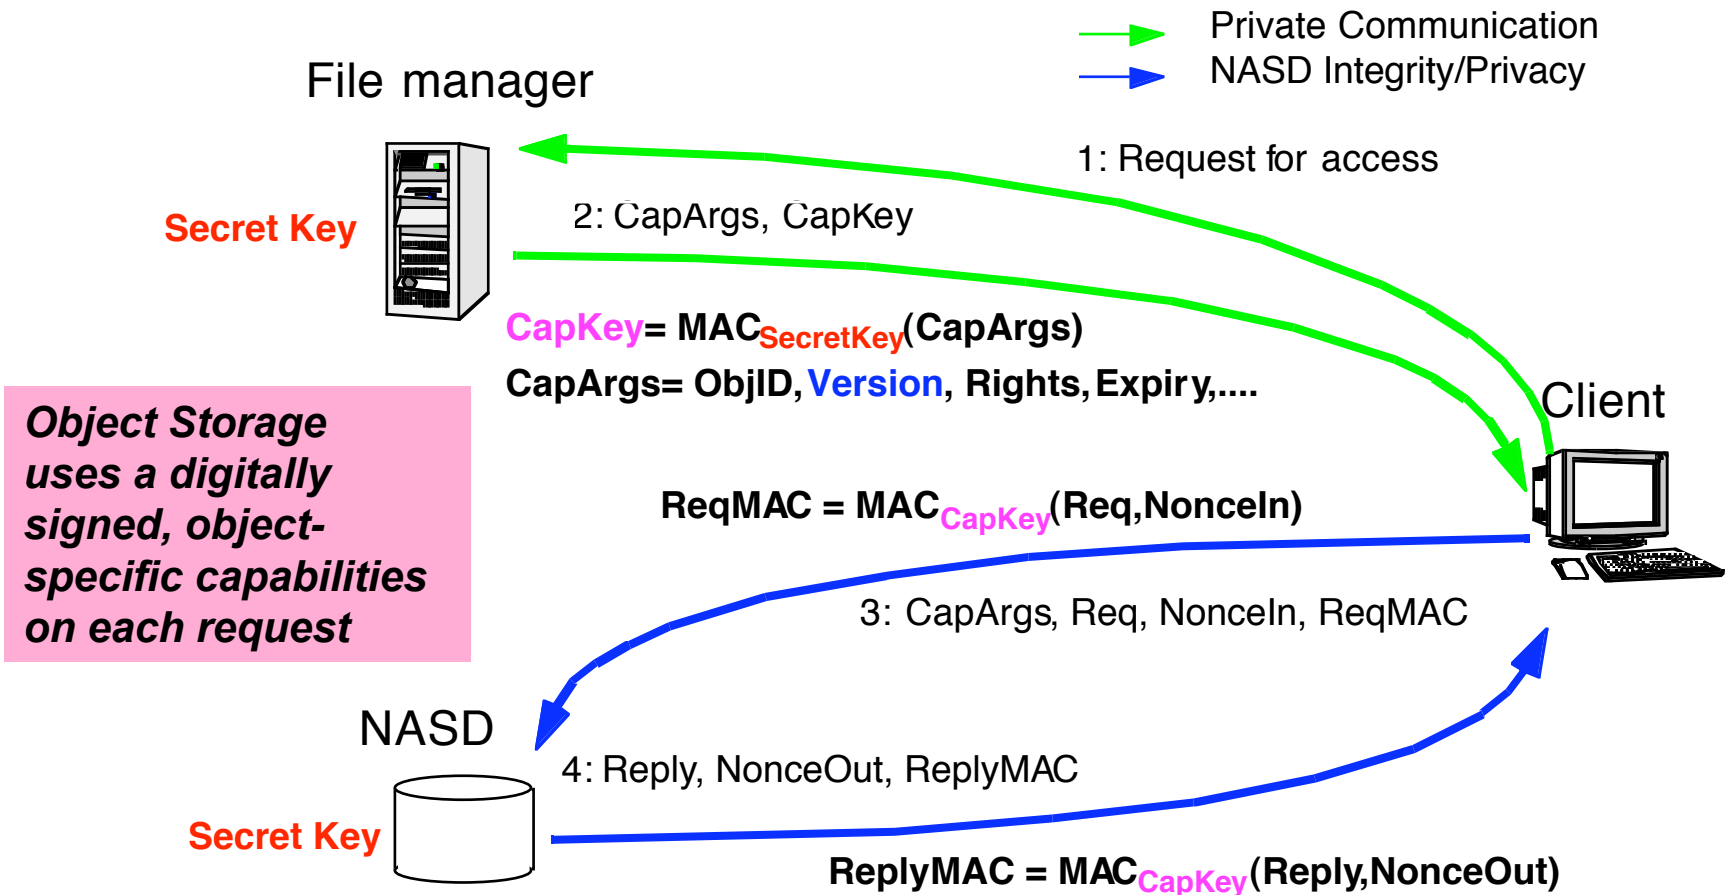 Private Communication
NASD Integrity/Privacy
File manager
1: Request for access
2: CapArgs, CapKey
Secret Key
CapKey= MACSecretKey(CapArgs)
CapArgs= ObjID, Version, Rights, Expiry,....
Client
Object Storage
uses a digitally
signed, object-
specific capabilities
on each request
ReqMAC = MACCapKey(Req,NonceIn)
3: CapArgs, Req, NonceIn, ReqMAC
NASD
4: Reply, NonceOut, ReplyMAC
Secret Key
ReplyMAC = MACCapKey(Reply,NonceOut)